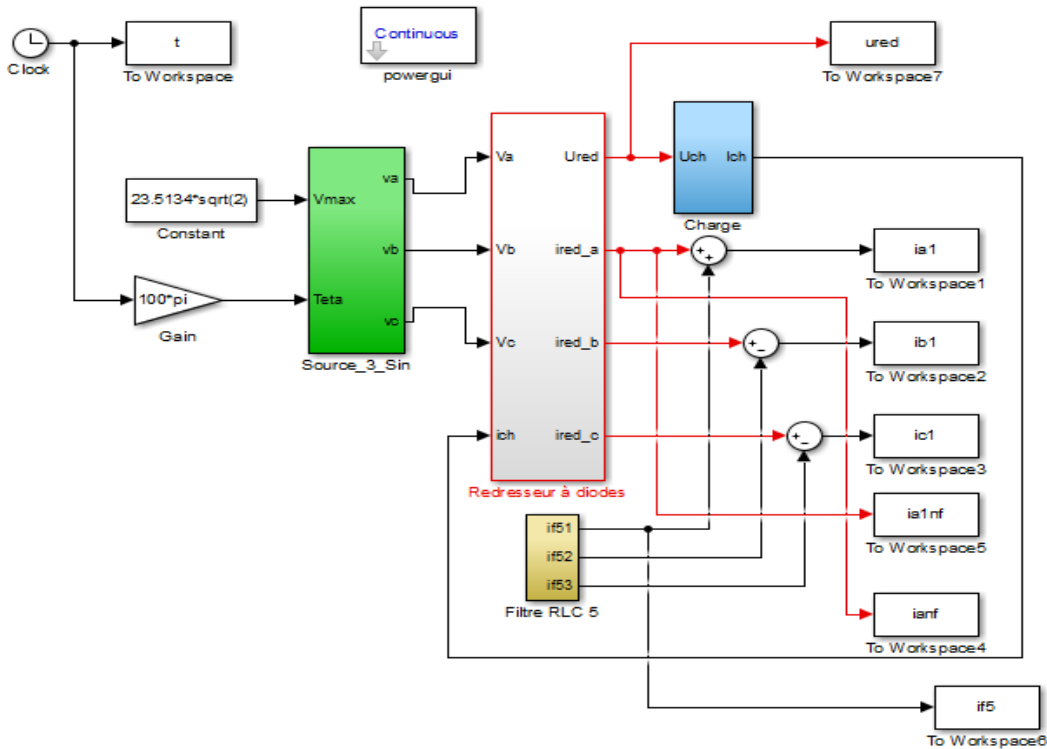 Clock
t
To Workspace
Continuous
powergui
ured
To Workspace7
23.5134*sqrt(2)
Constant
100*pi
Gain
Vmax
Teta
va
vb
vc
Source_3_Sin
Va
Vb
Vc
ich
Ured
ired_a
ired_b
ired_c
Redresseur à diodes
Uch
Ich
Charge
+
+
ia1
To Workspace1
+
-
ib1
To Workspace2
+
-
ic1
To Workspace3
ia1nf
To Workspace5
if51
if52
if53
Filtre RLC 5
ianf
To Workspace4
if5
To Workspace6